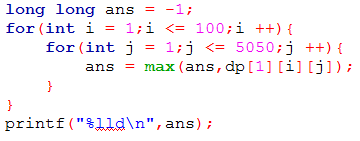 long long ans = -1;
for(int i = 1;i <= 100;i ++){
    for(int j = 1;j <= 5050;j ++){
        ans = max(ans,dp[1][i][j]);
    }
}
printf("%lld\n",ans);